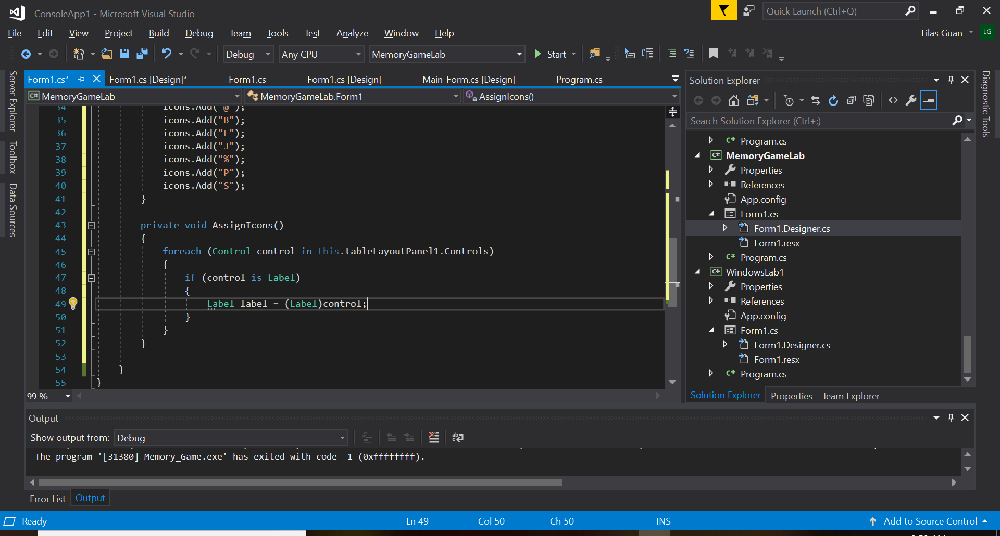 ConsoleApp1 - Microsoft Visual Studio
Quick Launch (Ctrl+Q)
File Edit View Project Build Debug Team Tools Test Analyze Window Help
Lilas Guan LG
Debug Any CPU MemoryGameLab Start
Server Explorer
Toolbox
Data Sources
Form1.cs* Form1.cs [Design]* Form1.cs Form1.cs [Design] Main_Form.cs [Design] Program.cs
C# MemoryGameLab MemoryGameLab.Form1 AssignIcons()
34 icons.Add("@");
35 icons.Add("B");
36 icons.Add("E");
37 icons.Add("J");
38 icons.Add("%");
39 icons.Add("P");
40 icons.Add("S");
41 }
42
43 private void AssignIcons()
44 {
45 foreach (Control control in this.tableLayoutPanel1.Controls)
46 {
47 if (control is Label)
48 {
49 Label label = (Label)control;
50 }
51 }
52 }
53
54 }
55 }
99 %
Solution Explorer
Search Solution Explorer (Ctrl+;)
C# Program.cs
C# MemoryGameLab
Properties
References
App.config
Form1.cs
Form1.Designer.cs
Form1.resx
C# Program.cs
C# WindowsLab1
Properties
References
App.config
Form1.cs
Form1.Designer.cs
Form1.resx
C# Program.cs
Solution Explorer Properties Team Explorer
Diagnostic Tools
Output
Show output from: Debug
The program '[31380] Memory_Game.exe' has exited with code -1 (0xffffffff).
Error List Output
Ready Ln 49 Col 50 Ch 50 INS Add to Source Control